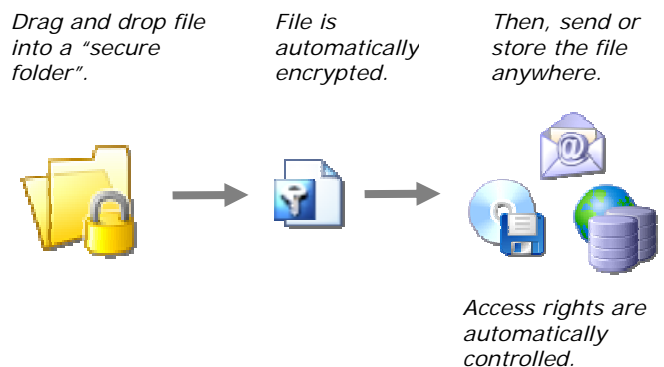 Drag and drop file
into a “secure
folder”.
File is
automatically
encrypted.
Then, send or
store the file
anywhere.
@
Access rights are
automatically
controlled.